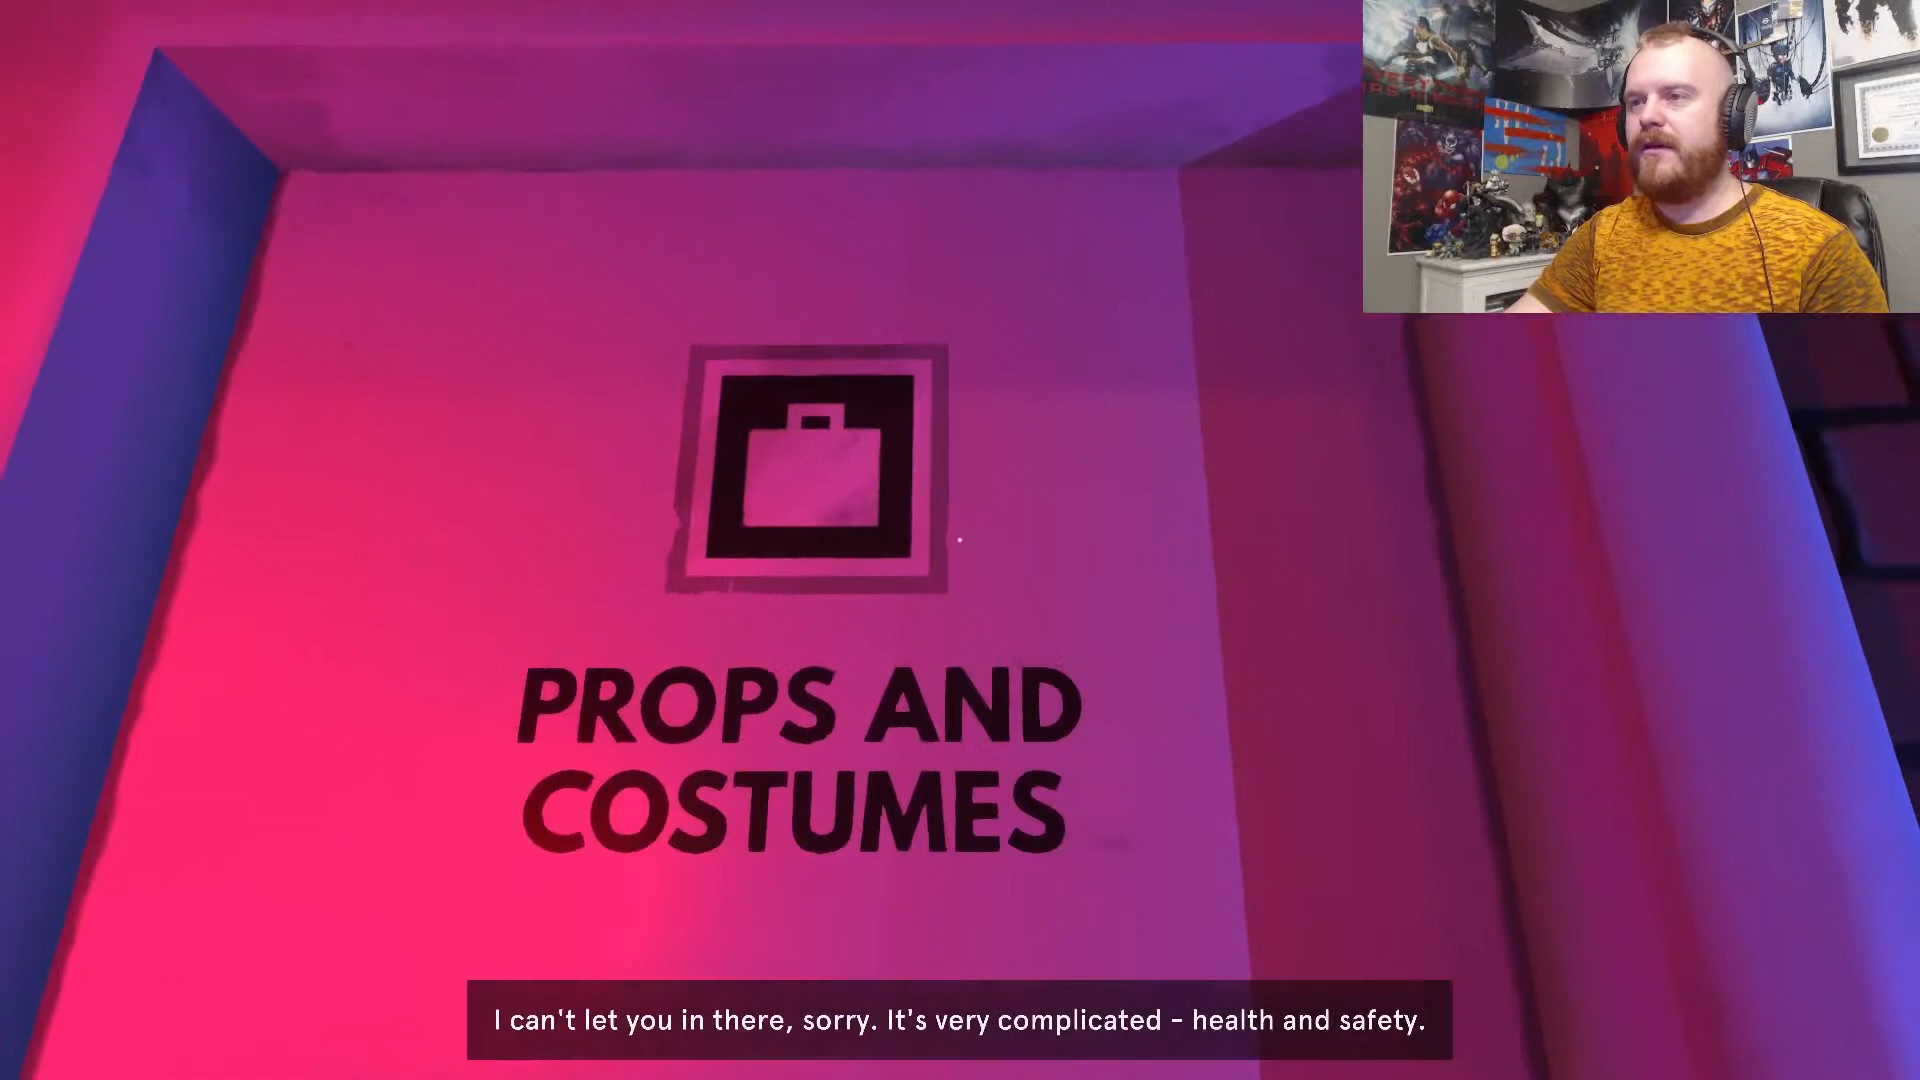 PROPS AND
COSTUMES
I can't let you in there, sorry. It's very complicated - health and safety.